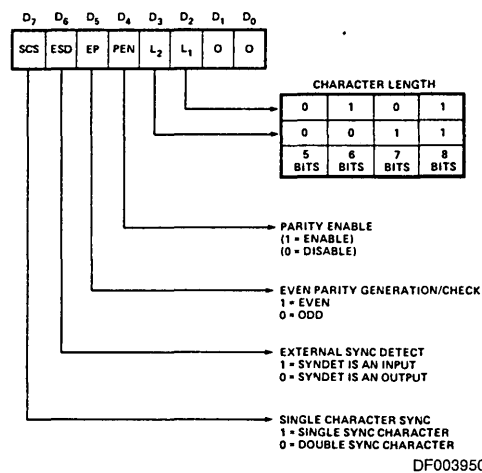 D7 D6 D5 D4 D3 D2 D1 D0
SCS ESD EP PEN L2 L1 0 0
CHARACTER LENGTH
0 1 0 1
0 0 1 1
5 BITS 6 BITS 7 BITS 8 BITS
PARITY ENABLE
(1 = ENABLE)
(0 = DISABLE)
EVEN PARITY GENERATION/CHECK
1 = EVEN
0 = ODD
EXTERNAL SYNC DETECT
1 = SYNDET IS AN INPUT
0 = SYNDET IS AN OUTPUT
SINGLE CHARACTER SYNC
1 = SINGLE SYNC CHARACTER
0 = DOUBLE SYNC CHARACTER
DF003950